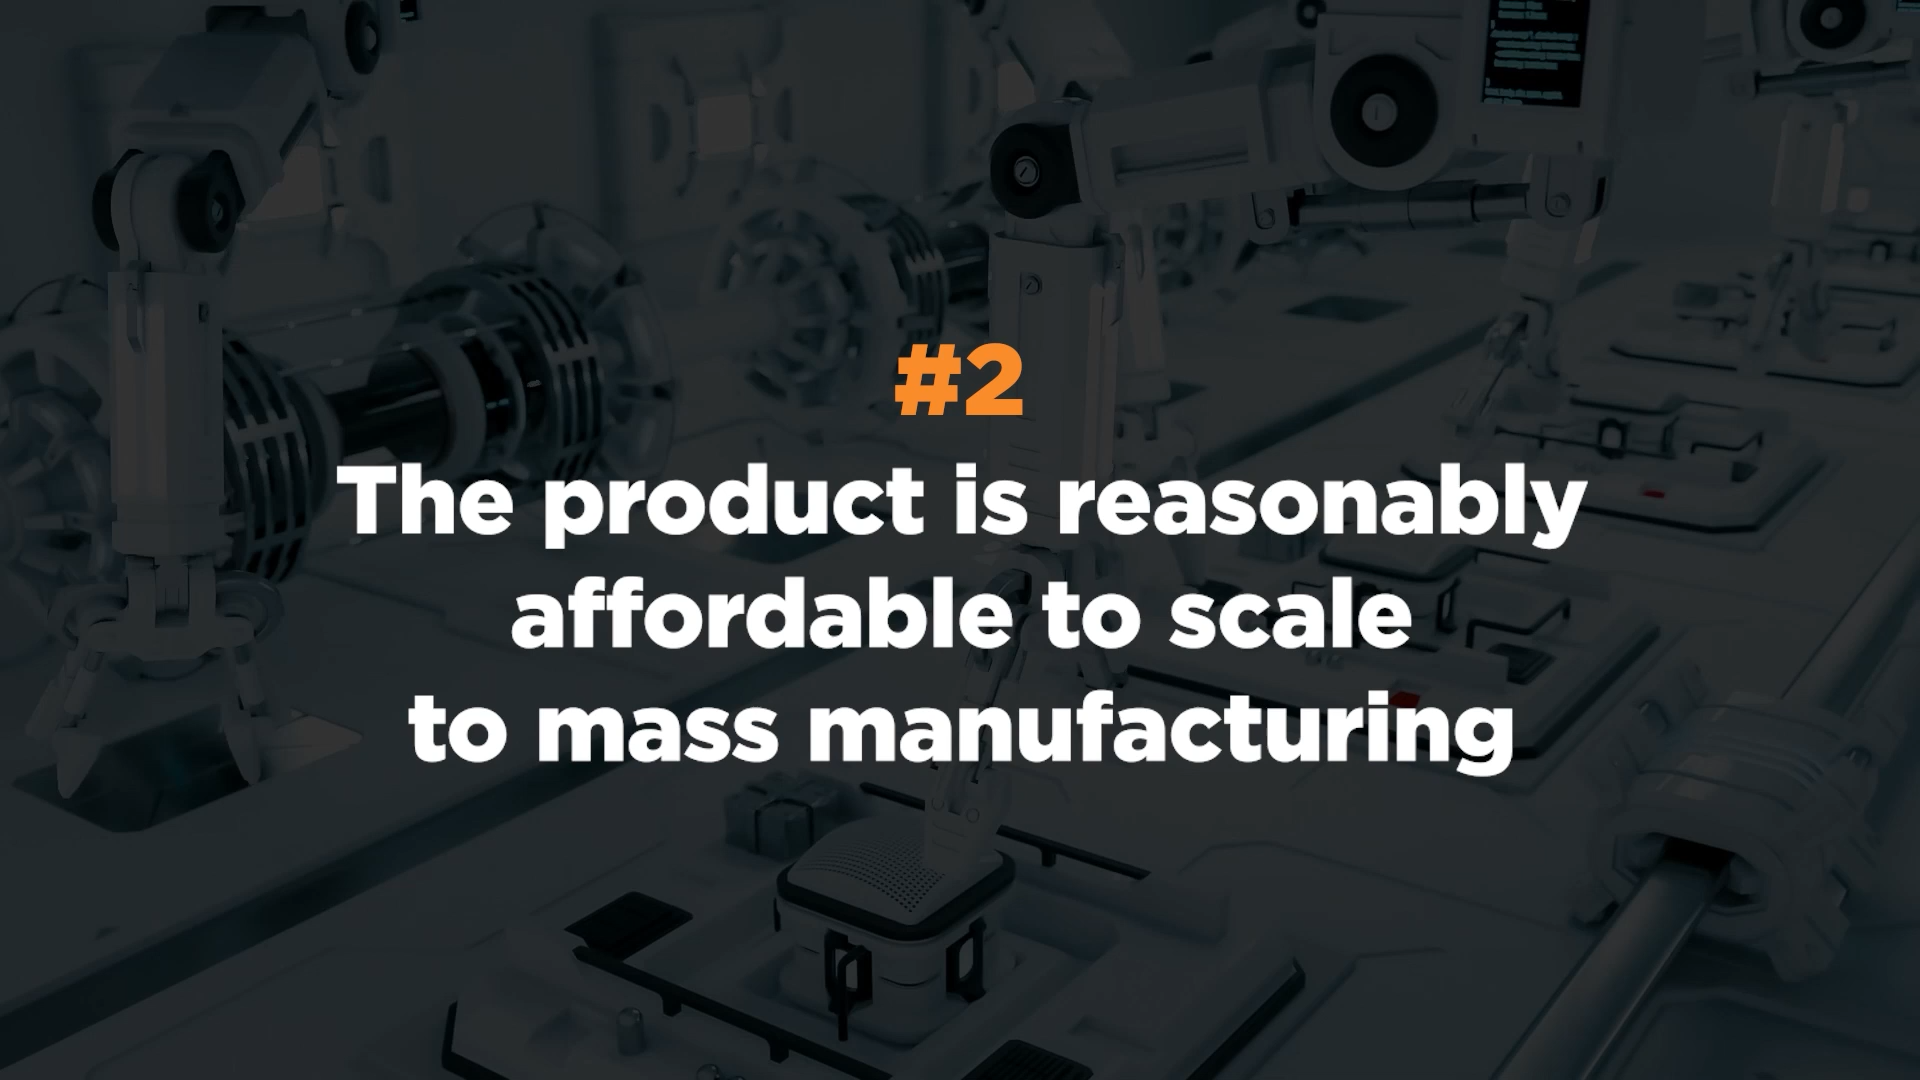 #2
The product is reasonably
affordable to scale
to mass manufacturing